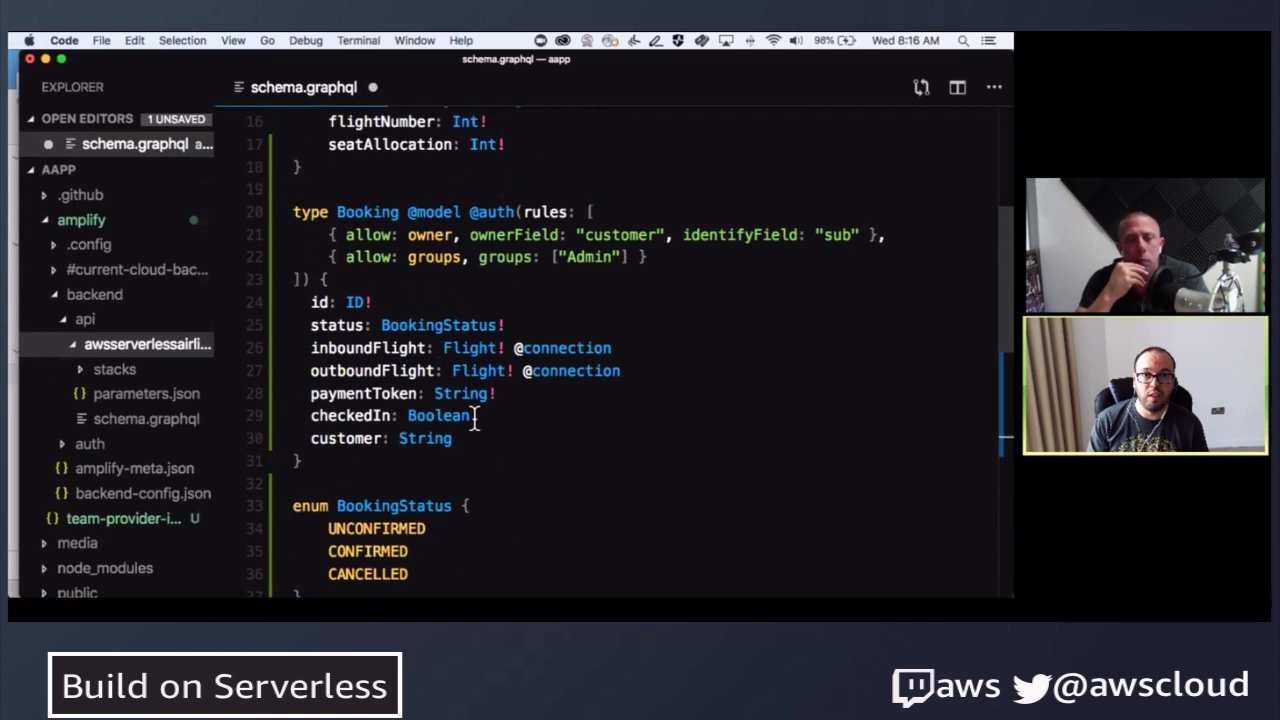 Code File Edit Selection View Go Debug Terminal Window Help 98% Wed 8:16 AM
schema.graphql — aapp
EXPLORER
schema.graphql
OPEN EDITORS 1 UNSAVED
schema.graphql a...
AAPP
.github
amplify
.config
#current-cloud-bac...
backend
api
awsserverlessairli...
stacks
parameters.json
schema.graphql
auth
amplify-meta.json
backend-config.json
team-provider-i... U
media
node_modules
public
16 flightNumber: Int!
17 seatAllocation: Int!
18 }
19
20 type Booking @model @auth(rules: [
21 { allow: owner, ownerField: "customer", identifyField: "sub" },
22 { allow: groups, groups: ["Admin"] }
23 ]) {
24 id: ID!
25 status: BookingStatus!
26 inboundFlight: Flight! @connection
27 outboundFlight: Flight! @connection
28 paymentToken: String!
29 checkedIn: Boolean
30 customer: String
31 }
32
33 enum BookingStatus {
34 UNCONFIRMED
35 CONFIRMED
36 CANCELLED
37 }
Build on Serverless
aws @awscloud